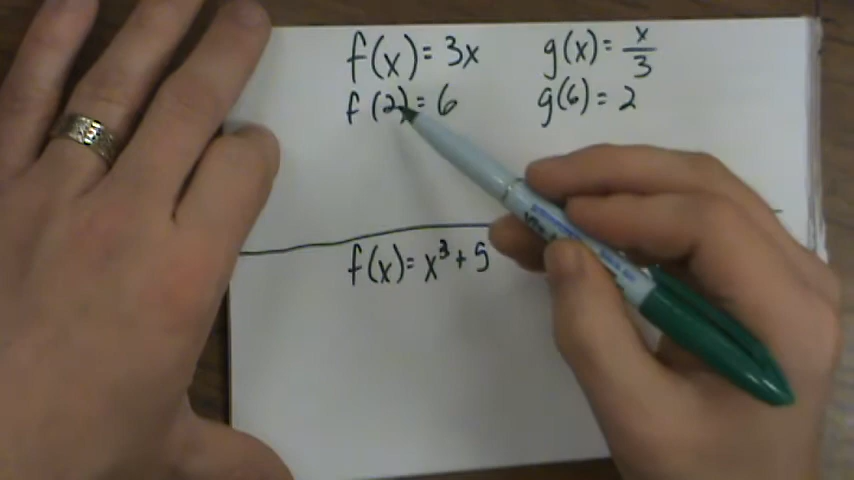 f(x) = 3x g(x) = x/3
f(2) = 6 g(6) = 2
f(x) = x³ + 5